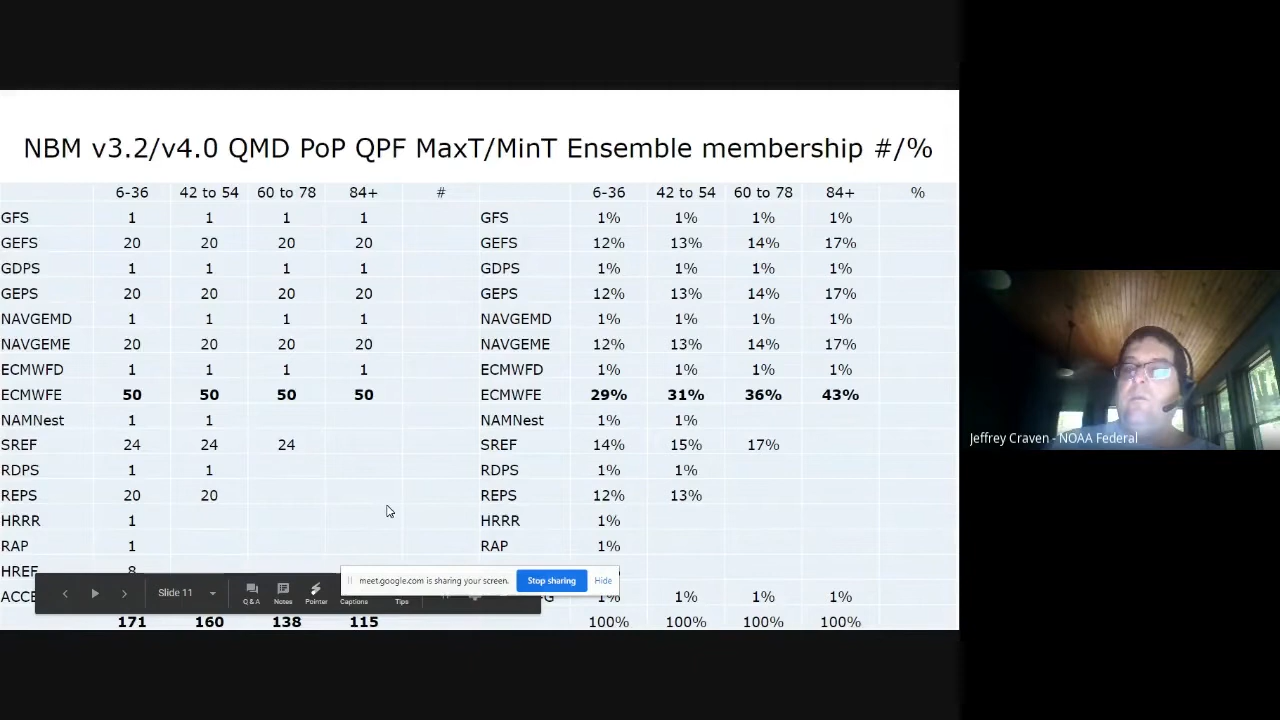 NBM v3.2/v4.0 QMD PoP QPF MaxT/MinT Ensemble membership #/%
6-36 42 to 54 60 to 78 84+ # 6-36 42 to 54 60 to 78 84+ %
GFS 1 1 1 1 GFS 1% 1% 1% 1%
GEFS 20 20 20 20 GEFS 12% 13% 14% 17%
GDPS 1 1 1 1 GDPS 1% 1% 1% 1%
GEPS 20 20 20 20 GEPS 12% 13% 14% 17%
NAVGEMD 1 1 1 1 NAVGEMD 1% 1% 1% 1%
NAVGEME 20 20 20 20 NAVGEME 12% 13% 14% 17%
ECMWFD 1 1 1 1 ECMWFD 1% 1% 1% 1%
ECMWFE 50 50 50 50 ECMWFE 29% 31% 36% 43%
NAMNest 1 1 NAMNest 1% 1%
SREF 24 24 24 SREF 14% 15% 17%
RDPS 1 1 RDPS 1% 1%
REPS 20 20 REPS 12% 13%
HRRR 1 HRRR 1%
RAP 1 RAP 1%
HREF 8
1% 1% 1% 1%
171 160 138 115 100% 100% 100% 100%
meet.google.com is sharing your screen. Stop sharing Hide
Slide 11 Q & A Notes Pointer Captions Tips
Jeffrey Craven - NOAA Federal